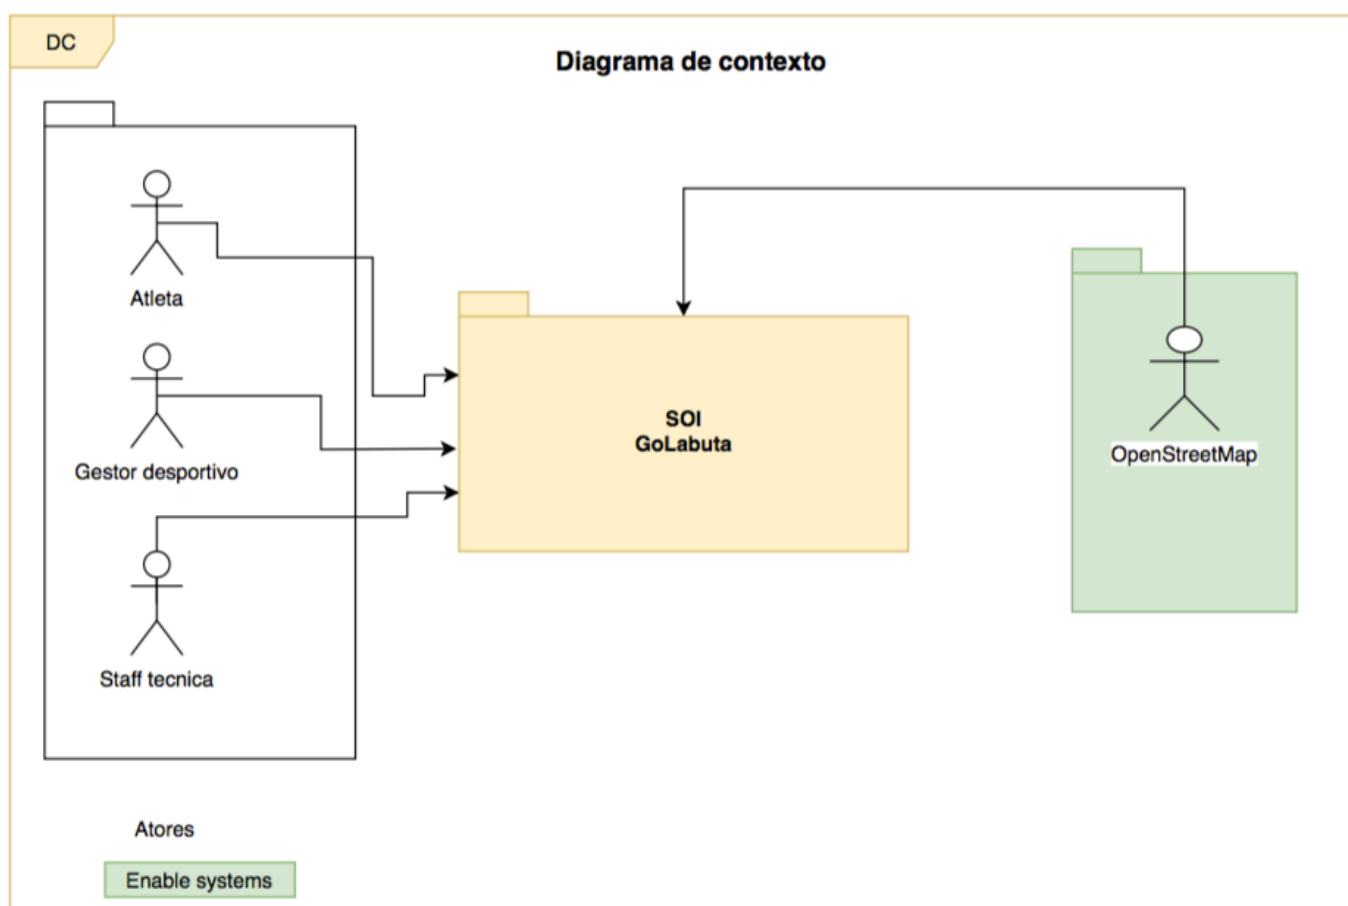 DC
Diagrama de contexto
Atleta
Gestor desportivo
Staff tecnica
SOI
GoLabuta
OpenStreetMap
Atores
Enable systems